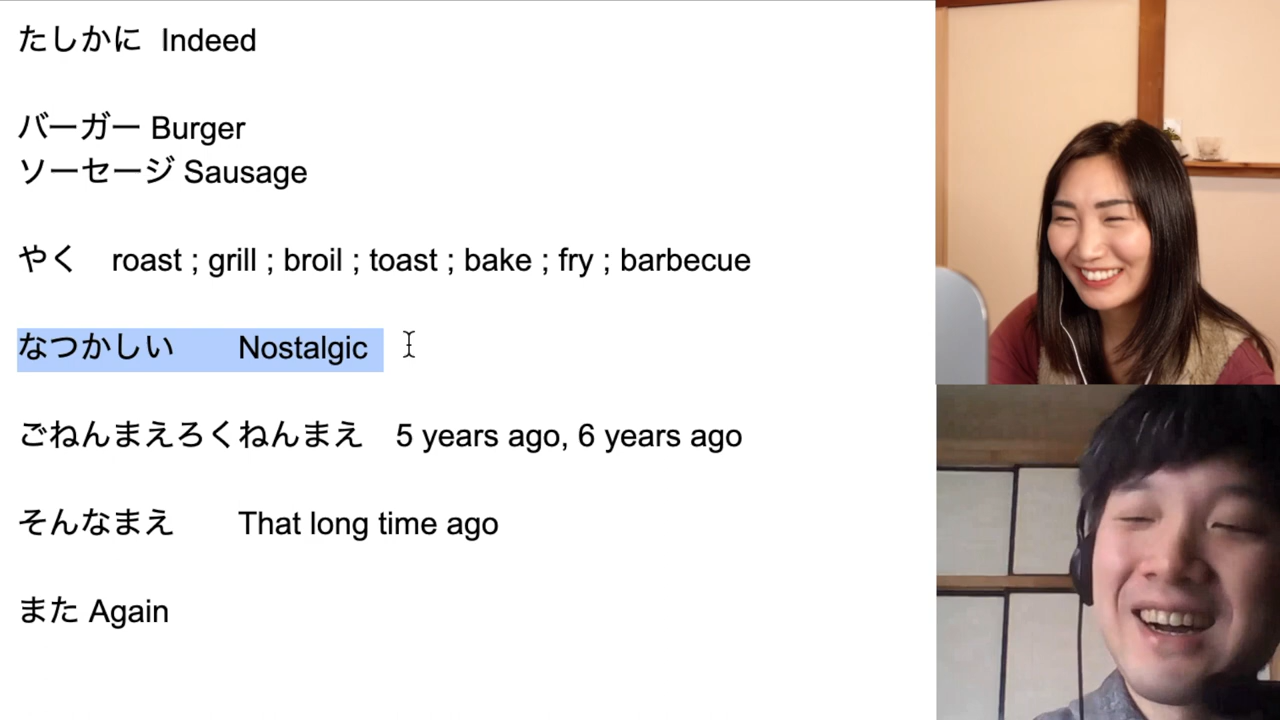 たしかに Indeed
バーガー Burger
ソーセージ Sausage
やく roast ; grill ; broil ; toast ; bake ; fry ; barbecue
なつかしい Nostalgic
ごねんまえろくねんまえ 5 years ago, 6 years ago
そんなまえ That long time ago
また Again